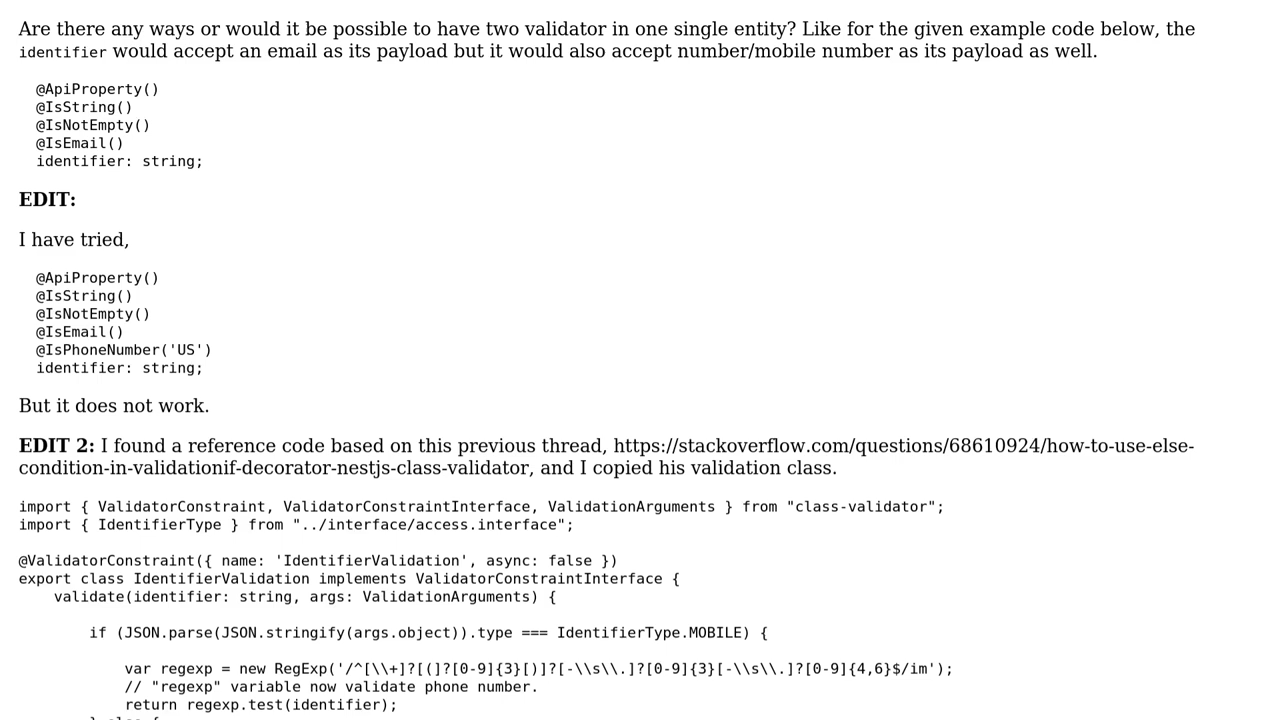 Are there any ways or would it be possible to have two validator in one single entity? Like for the given example code below, the
identifier would accept an email as its payload but it would also accept number/mobile number as its payload as well.
@ApiProperty()
@IsString()
@IsNotEmpty()
@IsEmail()
identifier: string;
EDIT:
I have tried,
@ApiProperty()
@IsString()
@IsNotEmpty()
@IsEmail()
@IsPhoneNumber('US')
identifier: string;
But it does not work.
EDIT 2: I found a reference code based on this previous thread, https://stackoverflow.com/questions/68610924/how-to-use-else-
condition-in-validationif-decorator-nestjs-class-validator, and I copied his validation class.
import { ValidatorConstraint, ValidatorConstraintInterface, ValidationArguments } from "class-validator";
import { IdentifierType } from "../interface/access.interface";
@ValidatorConstraint({ name: 'IdentifierValidation', async: false })
export class IdentifierValidation implements ValidatorConstraintInterface {
validate(identifier: string, args: ValidationArguments) {
if (JSON.parse(JSON.stringify(args.object)).type === IdentifierType.MOBILE) {
var regexp = new RegExp('/^[\\+]?[(]?[0-9]{3}[)]?[-\\s\\.]?[0-9]{3}[-\\s\\.]?[0-9]{4,6}$/im');
// "regexp" variable now validate phone number.
return regexp.test(identifier);
} else {